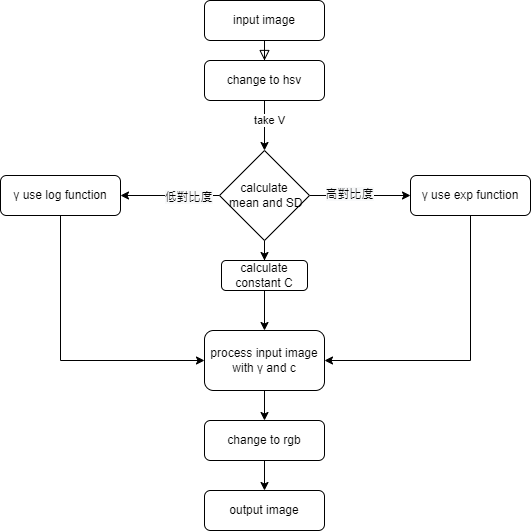 input image
change to hsv
take V
γ use log function
低對比度
calculate
mean and SD
高對比度
γ use exp function
calculate
constant C
process input image
with γ and c
change to rgb
output image